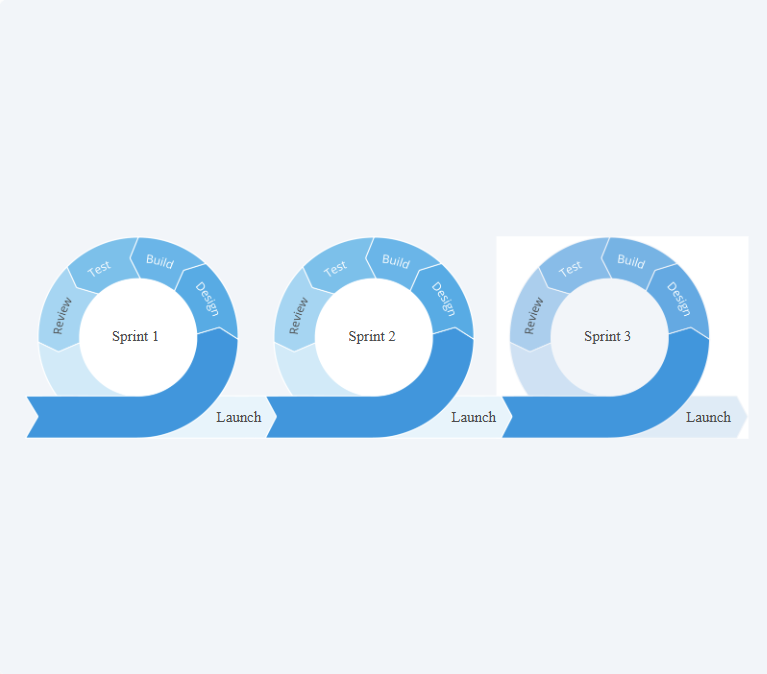 Review
Test
Build
Design
Sprint 1
Launch
Review
Test
Build
Design
Sprint 2
Launch
Review
Test
Build
Design
Sprint 3
Launch